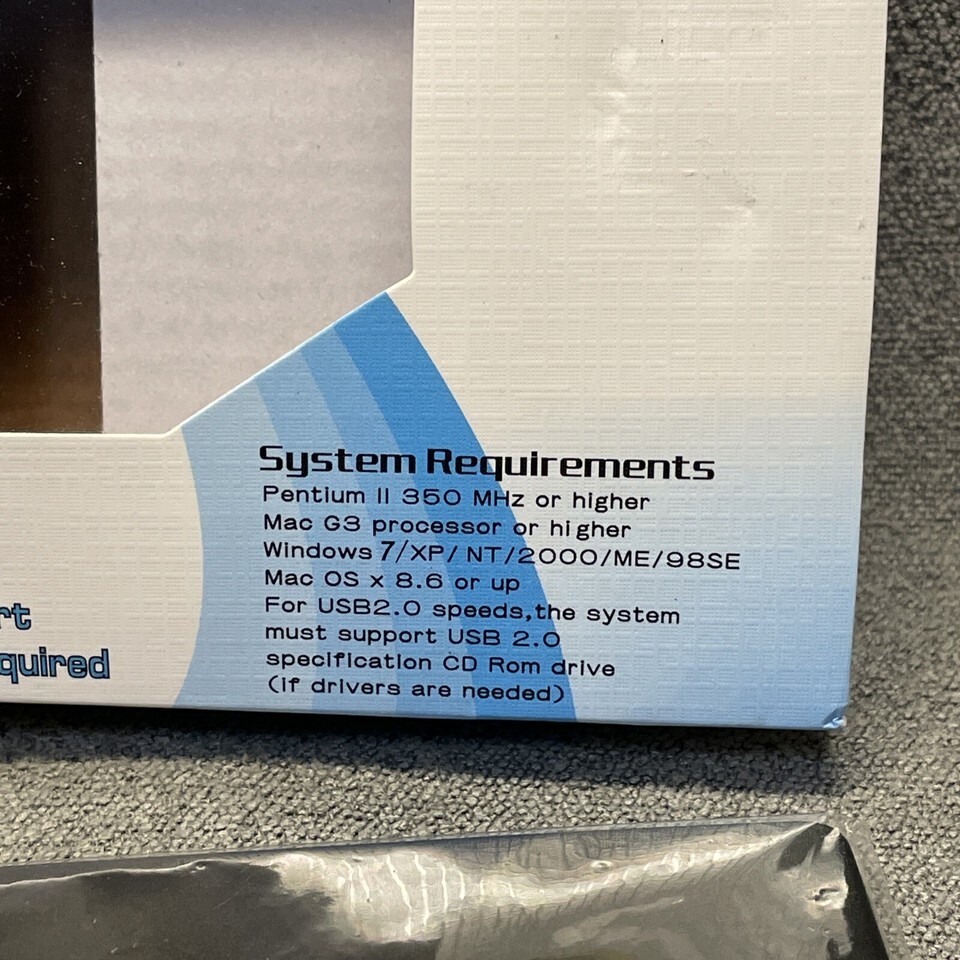 System Requirements
Pentium II 350 MHz or higher
Mac G3 processor or higher
Windows 7/XP/NT/2000/ME/98SE
Mac OS x 8.6 or up
For USB2.0 speeds,the system
must support USB 2.0
specification CD Rom drive
(if drivers are needed)
rt
quired